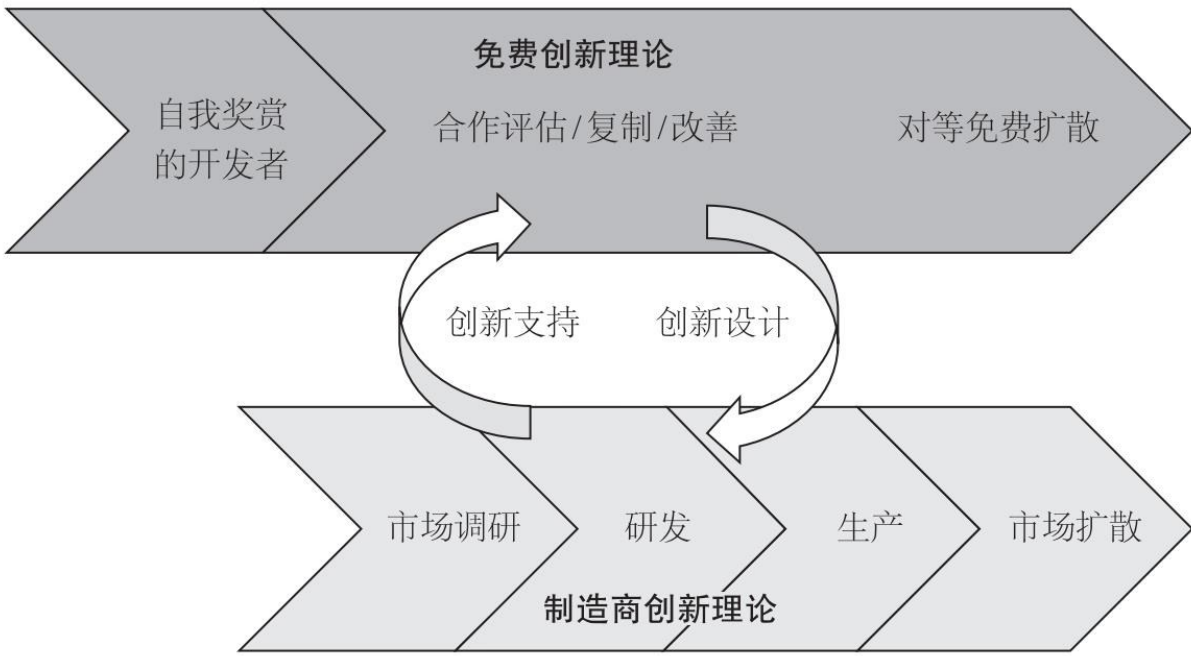 免费创新理论
自我奖赏
的开发者
合作评估/复制/改善
对等免费扩散
创新支持
创新设计
市场调研
研发
生产
市场扩散
制造商创新理论